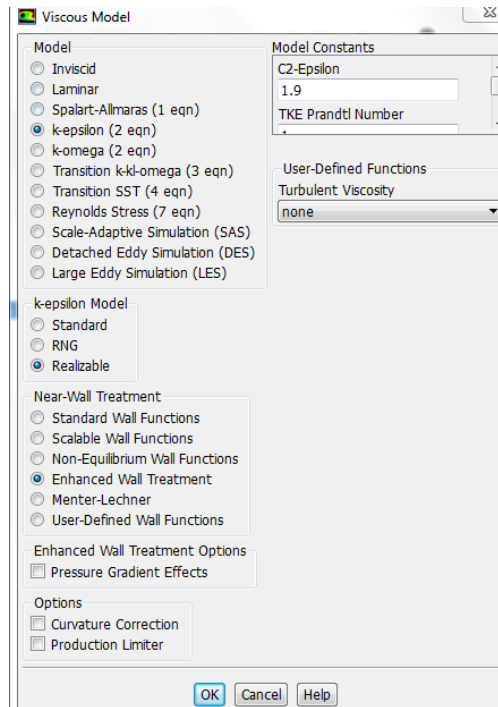 Viscous Model
Model
Inviscid
Laminar
Spalart-Allmaras (1 eqn)
k-epsilon (2 eqn)
k-omega (2 eqn)
Transition k-kl-omega (3 eqn)
Transition SST (4 eqn)
Reynolds Stress (7 eqn)
Scale-Adaptive Simulation (SAS)
Detached Eddy Simulation (DES)
Large Eddy Simulation (LES)
k-epsilon Model
Standard
RNG
Realizable
Near-Wall Treatment
Standard Wall Functions
Scalable Wall Functions
Non-Equilibrium Wall Functions
Enhanced Wall Treatment
Menter-Lechner
User-Defined Wall Functions
Enhanced Wall Treatment Options
Pressure Gradient Effects
Options
Curvature Correction
Production Limiter
Model Constants
C2-Epsilon
1.9
TKE Prandtl Number
User-Defined Functions
Turbulent Viscosity
none
OK Cancel Help